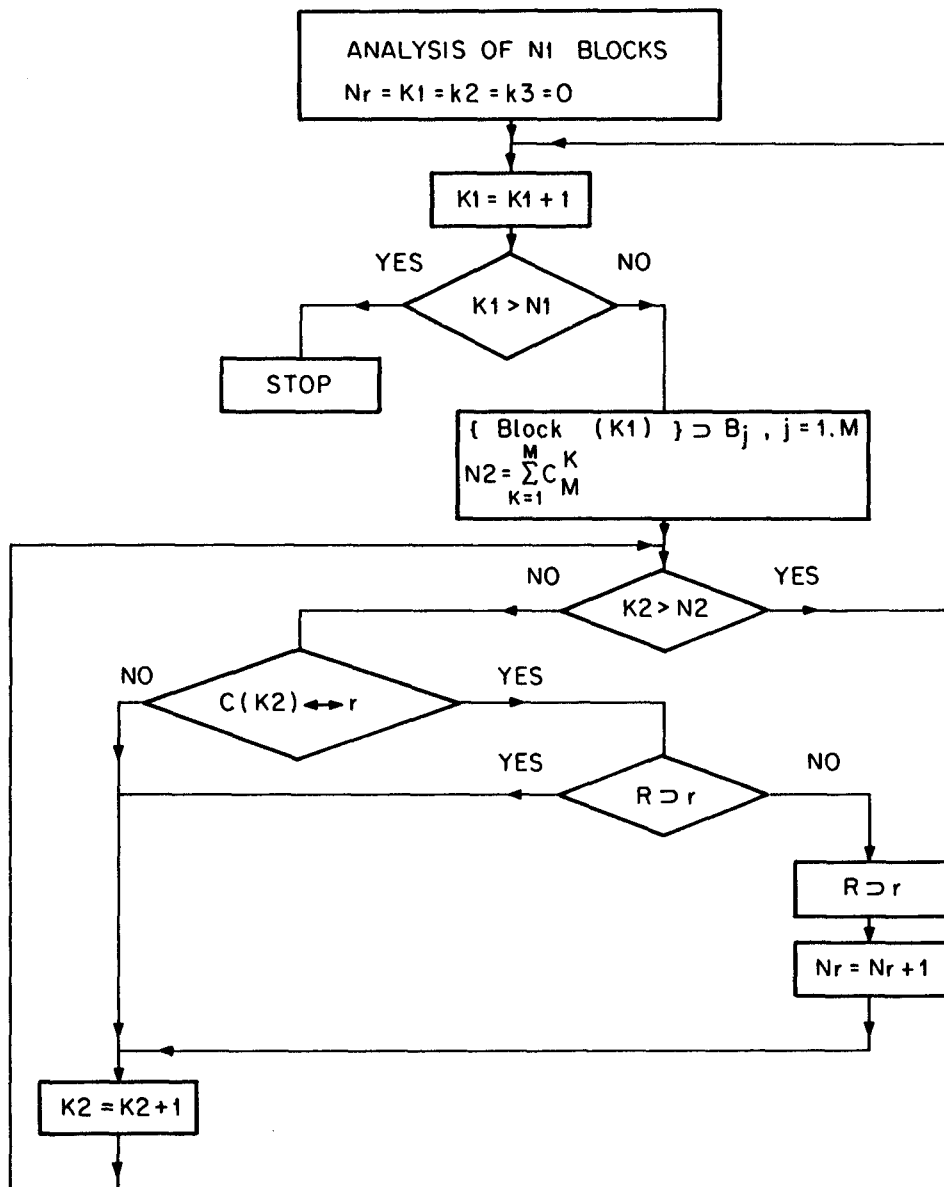 ANALYSIS OF N1 BLOCKS
Nr = K1 = k2 = k3 = 0
K1 = K1 + 1
YES
NO
K1 > N1
STOP
{ Block (K1) } ⊃ Bj , j = 1. M
N2 = M∑K=1 C K M
NO
YES
K2 > N2
NO
YES
C (K2) ↔ r
YES
NO
R ⊃ r
R ⊃ r
Nr = Nr + 1
K2 = K2 + 1